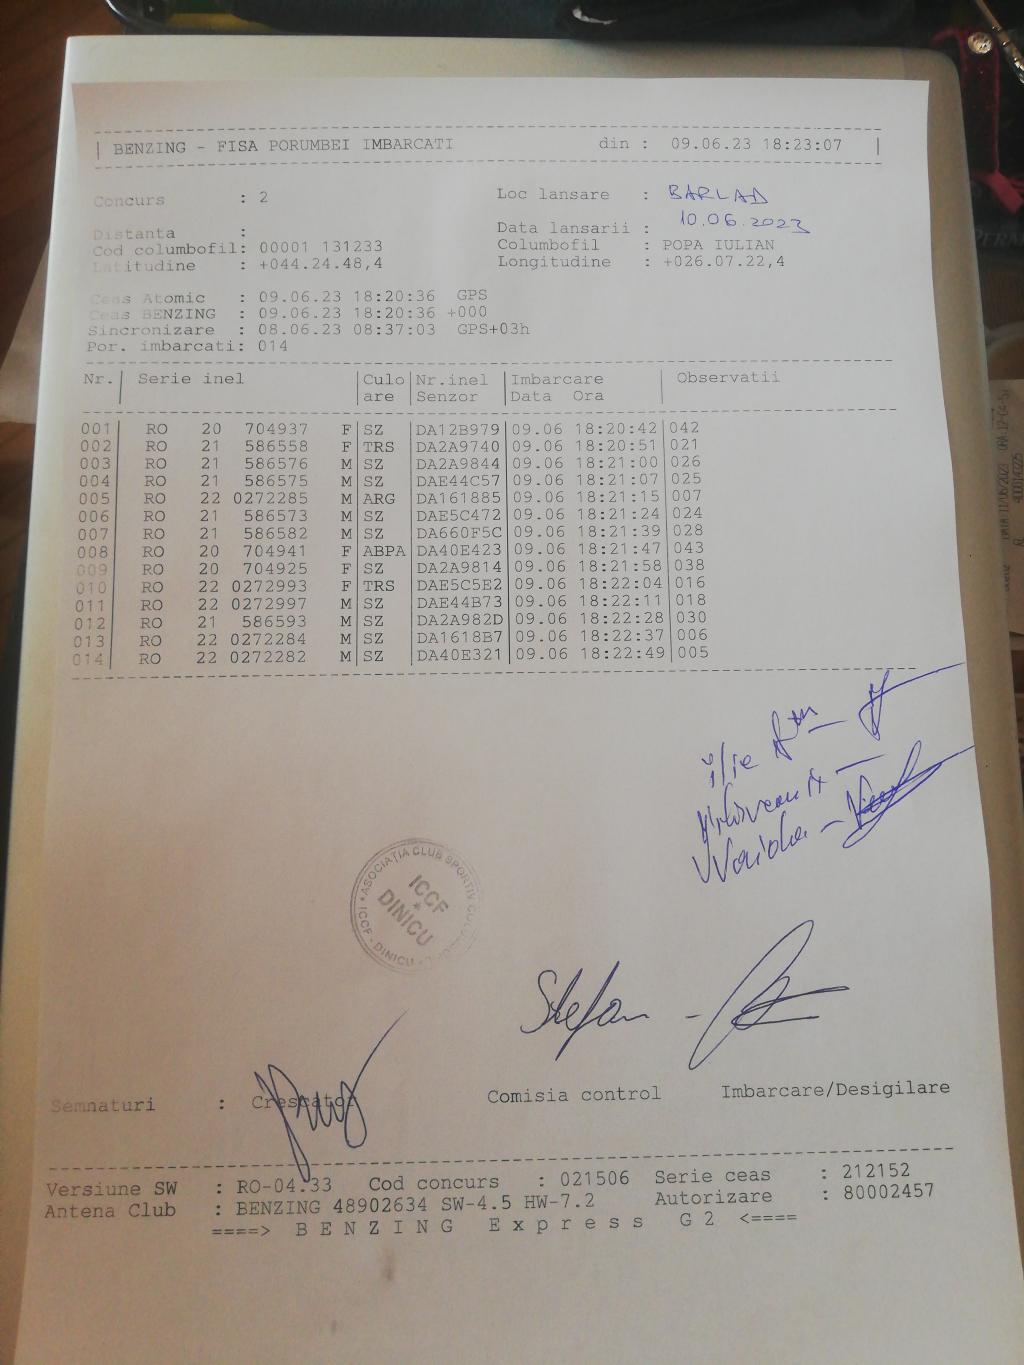 | BENZING - FISA PORUMBEI IMBARCATI din : 09.06.23 18:23:07 |
Concurs : 2 Loc lansare : BARLAD
Distanta : Data lansarii : 10.06.2023
Cod columbofil: 00001 131233 Columbofil : POPA IULIAN
Latitudine : +044.24.48,4 Longitudine : +026.07.22,4
Ceas Atomic : 09.06.23 18:20:36 GPS
Ceas BENZING : 09.06.23 18:20:36 +000
Sincronizare : 08.06.23 08:37:03 GPS+03h
Por. imbarcati: 014
Nr. | Serie inel | Culo | Nr.inel | Imbarcare | Observatii
are | Senzor | Data Ora
001 | RO 20 704937 F | SZ | DA12B979 | 09.06 18:20:42 | 042
002 | RO 21 586558 F | TRS | DA2A9740 | 09.06 18:20:51 | 021
003 | RO 21 586576 M | SZ | DA2A9844 | 09.06 18:21:00 | 026
004 | RO 21 586575 M | SZ | DAE44C57 | 09.06 18:21:07 | 025
005 | RO 22 0272285 M | ARG | DA161885 | 09.06 18:21:15 | 007
006 | RO 21 586573 M | SZ | DAE5C472 | 09.06 18:21:24 | 024
007 | RO 21 586582 M | SZ | DA660F5C | 09.06 18:21:39 | 028
008 | RO 20 704941 F | ABPA | DA40E423 | 09.06 18:21:47 | 043
009 | RO 20 704925 F | SZ | DA2A9814 | 09.06 18:21:58 | 038
010 | RO 22 0272993 F | TRS | DAE5C5E2 | 09.06 18:22:04 | 016
011 | RO 22 0272997 M | SZ | DAE44B73 | 09.06 18:22:11 | 018
012 | RO 21 586593 M | SZ | DA2A982D | 09.06 18:22:28 | 030
013 | RO 22 0272284 M | SZ | DA1618B7 | 09.06 18:22:37 | 006
014 | RO 22 0272282 M | SZ | DA40E321 | 09.06 18:22:49 | 005
Ilie
ASOCIAȚIA CLUB SPORTIV
ICCF
DINICU
ICCF - DINICU
Stefan
Semnaturi : Crescator Comisia control Imbarcare/Desigilare
Versiune SW : RO-04.33 Cod concurs : 021506 Serie ceas : 212152
Antena Club : BENZING 48902634 SW-4.5 HW-7.2 Autorizare : 80002457
====> B E N Z I N G E x p r e s s G 2 <====